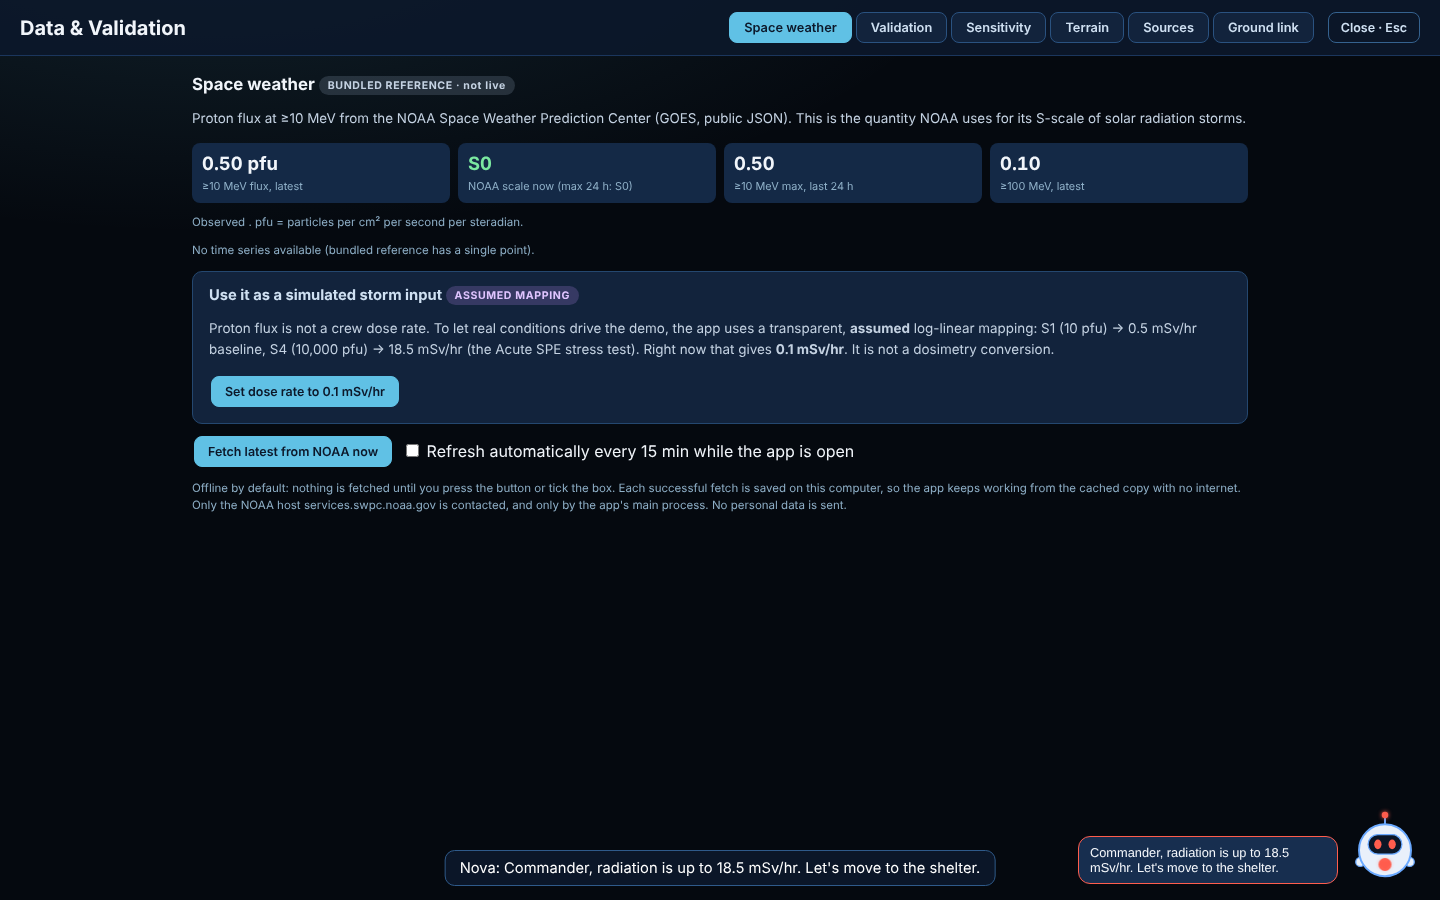 Data & Validation
Space weather
Validation
Sensitivity
Terrain
Sources
Ground link
Close · Esc
Space weather BUNDLED REFERENCE · not live
Proton flux at ≥10 MeV from the NOAA Space Weather Prediction Center (GOES, public JSON). This is the quantity NOAA uses for its S-scale of solar radiation storms.
0.50 pfu
≥10 MeV flux, latest
S0
NOAA scale now (max 24 h: S0)
0.50
≥10 MeV max, last 24 h
0.10
≥100 MeV, latest
Observed . pfu = particles per cm² per second per steradian.
No time series available (bundled reference has a single point).
Use it as a simulated storm input ASSUMED MAPPING
Proton flux is not a crew dose rate. To let real conditions drive the demo, the app uses a transparent, assumed log-linear mapping: S1 (10 pfu) → 0.5 mSv/hr
baseline, S4 (10,000 pfu) → 18.5 mSv/hr (the Acute SPE stress test). Right now that gives 0.1 mSv/hr. It is not a dosimetry conversion.
Set dose rate to 0.1 mSv/hr
Fetch latest from NOAA now
Refresh automatically every 15 min while the app is open
Offline by default: nothing is fetched until you press the button or tick the box. Each successful fetch is saved on this computer, so the app keeps working from the cached copy with no internet.
Only the NOAA host services.swpc.noaa.gov is contacted, and only by the app's main process. No personal data is sent.
Nova: Commander, radiation is up to 18.5 mSv/hr. Let's move to the shelter.
Commander, radiation is up to 18.5
mSv/hr. Let's move to the shelter.